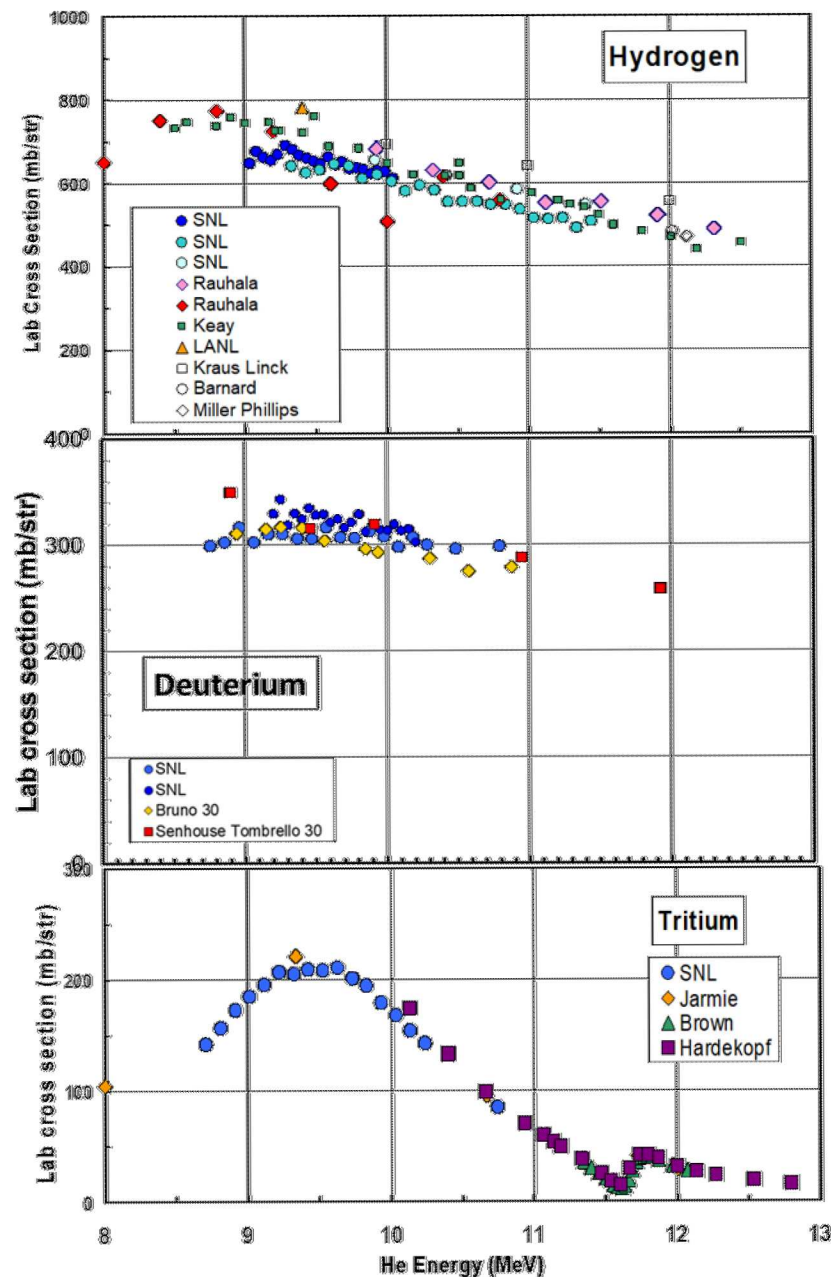 1000
Hydrogen
800
600
400
200
0
Lab Cross Section (mb/str)
SNL
SNL
SNL
Rauhala
Rauhala
Keay
LANL
Kraus Linck
Barnard
Miller Phillips
400
300
200
100
0
Lab cross section (mb/str)
Deuterium
SNL
SNL
Bruno 30
Senhouse Tombrello 30
300
200
100
0
Lab cross section (mb/str)
Tritium
SNL
Jarmie
Brown
Hardekopf
8 9 10 11 12 13
He Energy (MeV)